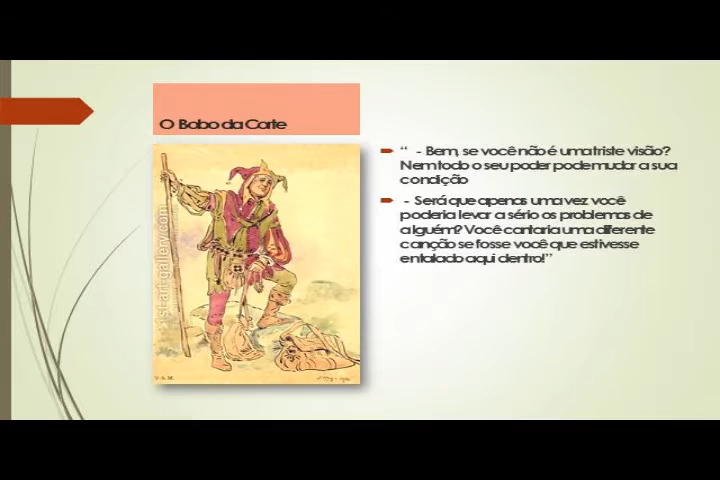 O Bobo da Corte
“ - Bem, se você não é uma triste visão?
Nem todo o seu poder pode mudar a sua
condição
- Será que apenas uma vez você
poderia levar a sério os problemas de
alguém? Você cantaria uma diferente
canção se fosse você que estivesse
entalado aqui dentro!”